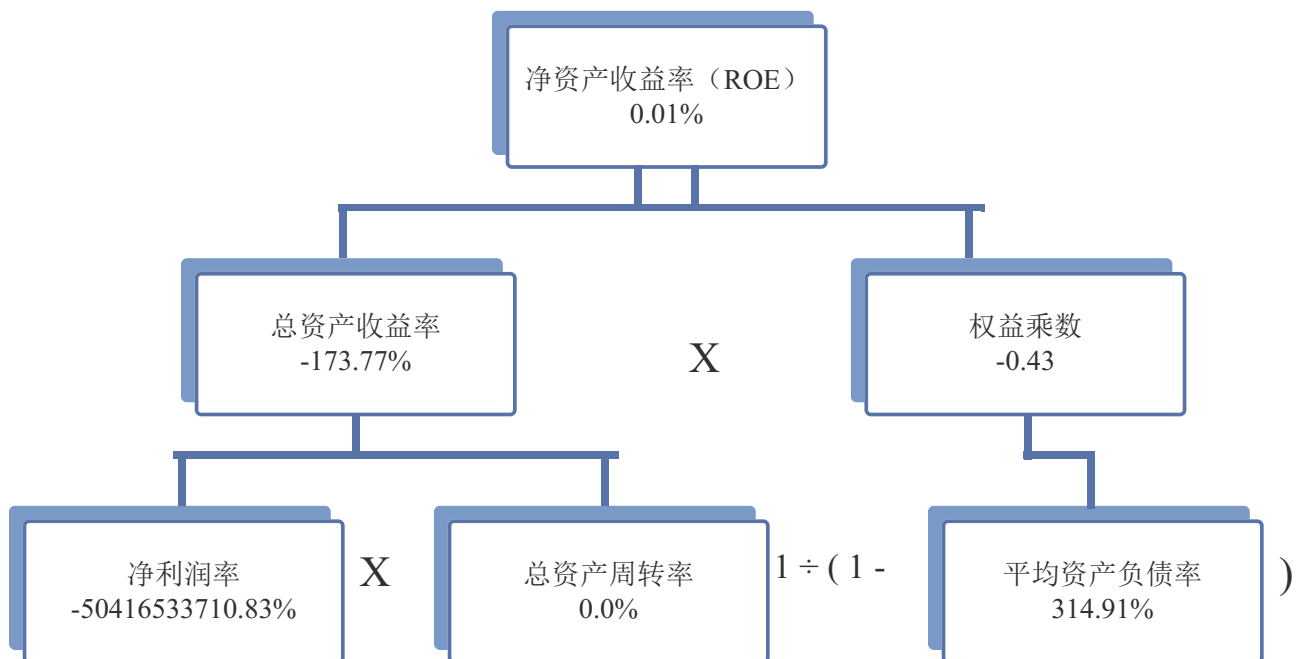 净资产收益率（ROE）
0.01%
总资产收益率
-173.77%
X
权益乘数
-0.43
净利润率
-50416533710.83%
X
总资产周转率
0.0%
1 ÷ ( 1 -
平均资产负债率
314.91%
)